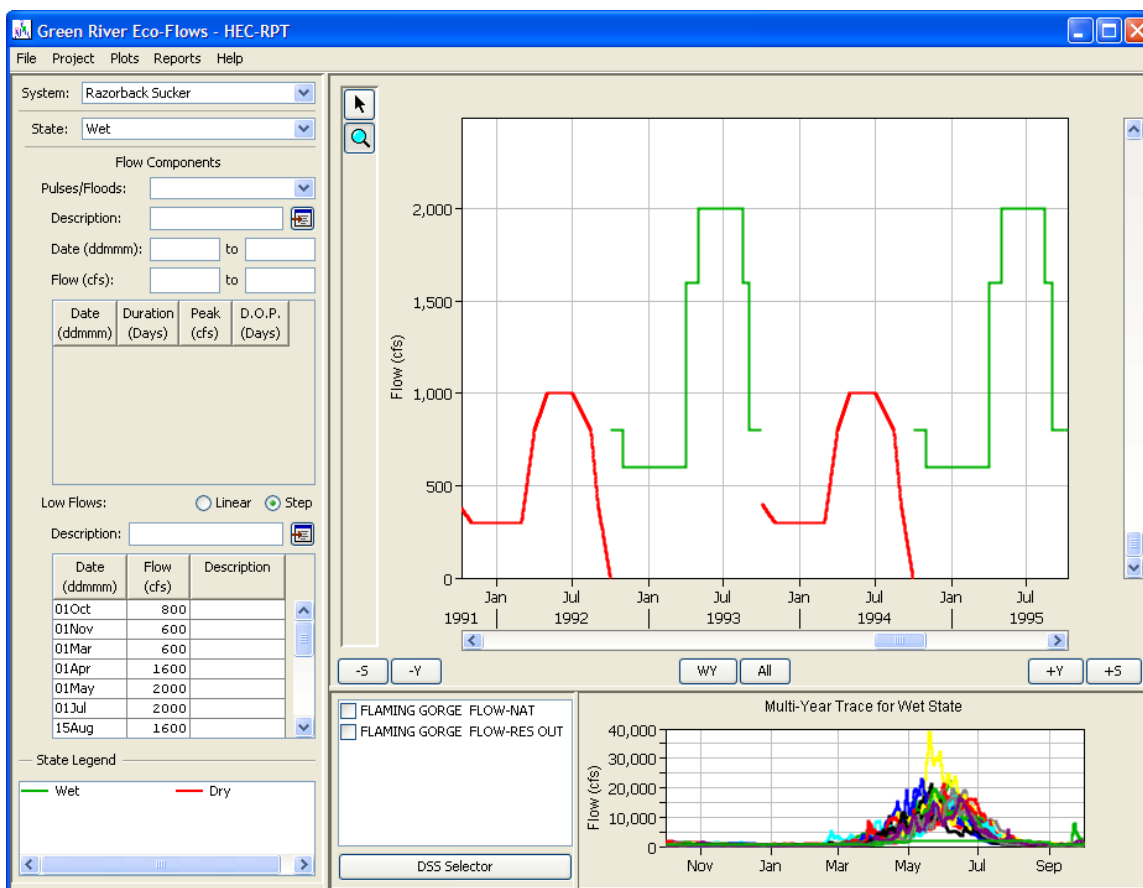 Green River Eco-Flows - HEC-RPT
File Project Plots Reports Help
System: Razorback Sucker
State: Wet
Flow Components
Pulses/Floods:
Description:
Date (ddmmm): to
Flow (cfs): to
Date Duration Peak D.O.P.
(ddmmm) (Days) (cfs) (Days)
Low Flows: Linear Step
Description:
Date Flow Description
(ddmmm) (cfs)
01Oct 800
01Nov 600
01Mar 600
01Apr 1600
01May 2000
01Jul 2000
15Aug 1600
State Legend
Wet Dry
Flow (cfs)
2,000
1,500
1,000
500
0
Jan Jul Jan Jul Jan Jul Jan Jul
1991 1992 1993 1994 1995
-S -Y WY All +Y +S
FLAMING GORGE FLOW-NAT
FLAMING GORGE FLOW-RES OUT
DSS Selector
Multi-Year Trace for Wet State
Flow (cfs)
40,000
30,000
20,000
10,000
0
Nov Jan Mar May Jul Sep